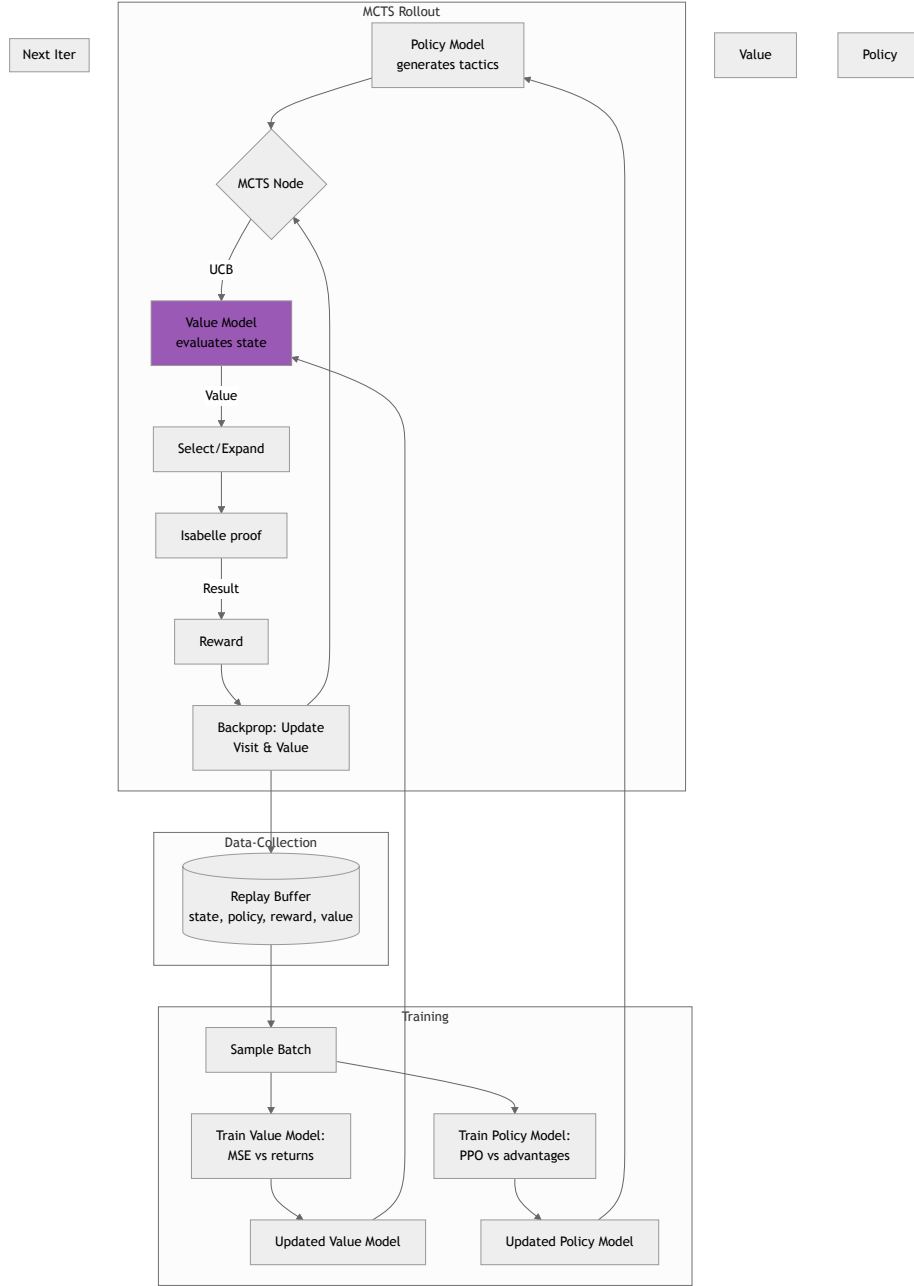 MCTS Rollout
Next Iter
Policy Model
generates tactics
Value
Policy
MCTS Node
UCB
Value Model
evaluates state
Value
Select/Expand
Isabelle proof
Result
Reward
Backprop: Update
Visit & Value
Data-Collection
Replay Buffer
state, policy, reward, value
Training
Sample Batch
Train Value Model:
MSE vs returns
Train Policy Model:
PPO vs advantages
Updated Value Model
Updated Policy Model